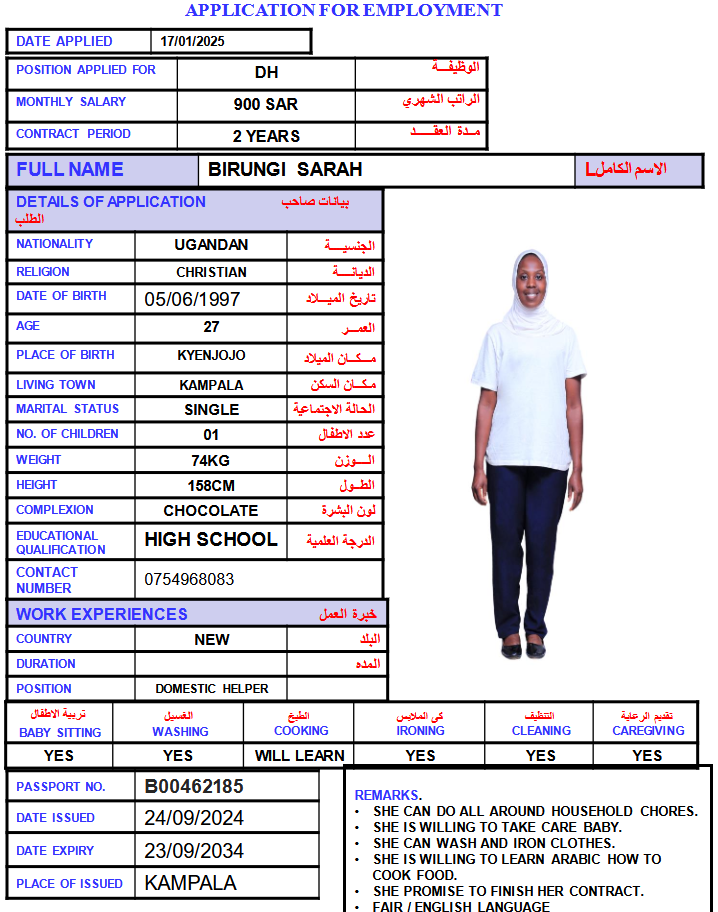 APPLICATION FOR EMPLOYMENT
DATE APPLIED 17/01/2025
POSITION APPLIED FOR DH الوظيفـــة
MONTHLY SALARY 900 SAR الراتب الشهري
CONTRACT PERIOD 2 YEARS مـدة العقـــد
FULL NAME BIRUNGI SARAH الاسم الكاملL
DETAILS OF APPLICATION بيانات صاحب
الطلب
NATIONALITY UGANDAN الجنسيـــة
RELIGION CHRISTIAN الديانـــة
DATE OF BIRTH 05/06/1997 تاريخ الميــلاد
AGE 27 العمــر
PLACE OF BIRTH KYENJOJO مـــكـــان الميلاد
LIVING TOWN KAMPALA مكــان السكن
MARITAL STATUS SINGLE الحالة الاجتماعية
NO. OF CHILDREN 01 عدد الاطفال
WEIGHT 74KG الـــوزن
HEIGHT 158CM الطــول
COMPLEXION CHOCOLATE لون البشرة
EDUCATIONAL QUALIFICATION HIGH SCHOOL الدرجة العلمية
CONTACT NUMBER 0754968083
WORK EXPERIENCES خبرة العمل
COUNTRY NEW البلد
DURATION المده
POSITION DOMESTIC HELPER
تربية الاطفال الغسيل الطبخ كى الملابس التنظيف تقديم الرعاية
BABY SITTING WASHING COOKING IRONING CLEANING CAREGIVING
YES YES WILL LEARN YES YES YES
PASSPORT NO. B00462185
DATE ISSUED 24/09/2024
DATE EXPIRY 23/09/2034
PLACE OF ISSUED KAMPALA
REMARKS.
• SHE CAN DO ALL AROUND HOUSEHOLD CHORES.
• SHE IS WILLING TO TAKE CARE BABY.
• SHE CAN WASH AND IRON CLOTHES.
• SHE IS WILLING TO LEARN ARABIC HOW TO
COOK FOOD.
• SHE PROMISE TO FINISH HER CONTRACT.
• FAIR / ENGLISH LANGUAGE